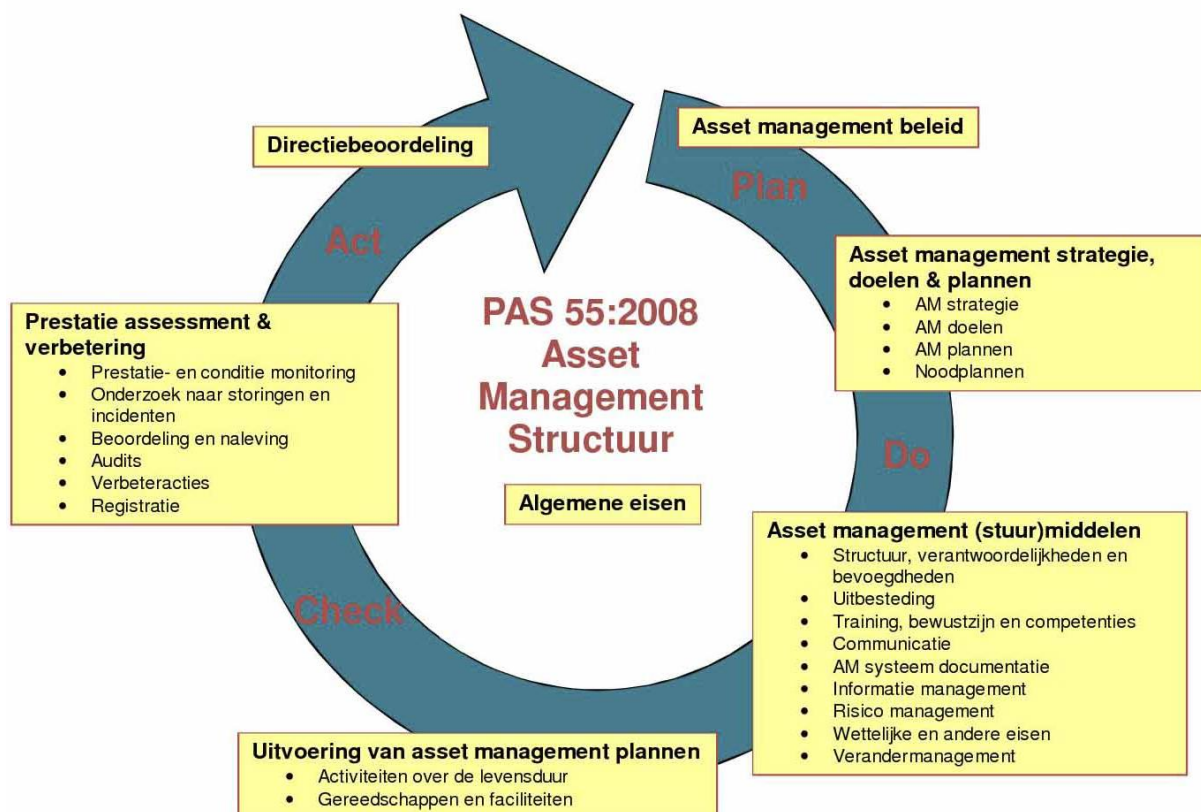 Directiebeoordeling
Asset management beleid
Plan
Act
Asset management strategie,
doelen & plannen
• AM strategie
• AM doelen
• AM plannen
• Noodplannen
Prestatie assessment &
verbetering
• Prestatie- en conditie monitoring
• Onderzoek naar storingen en
incidenten
• Beoordeling en naleving
• Audits
• Verbeteracties
• Registratie
PAS 55:2008
Asset
Management
Structuur
Algemene eisen
Do
Asset management (stuur)middelen
• Structuur, verantwoordelijkheden en
bevoegdheden
• Uitbesteding
• Training, bewustzijn en competenties
• Communicatie
• AM systeem documentatie
• Informatie management
• Risico management
• Wettelijke en andere eisen
• Verandermanagement
Check
Uitvoering van asset management plannen
• Activiteiten over de levensduur
• Gereedschappen en faciliteiten